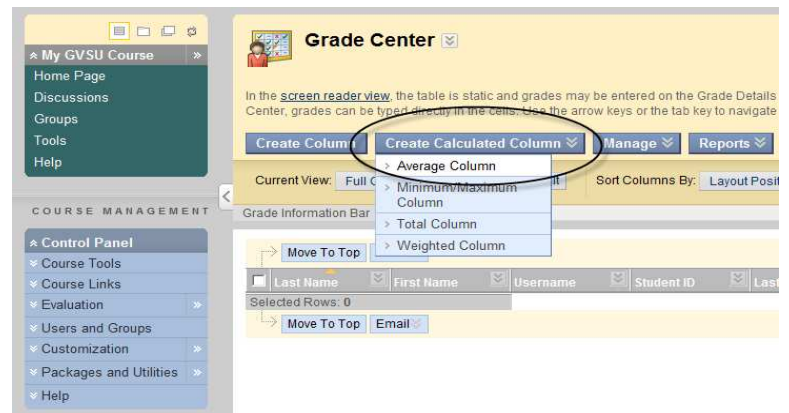 My GVSU Course
Home Page
Discussions
Groups
Tools
Help
COURSE MANAGEMENT
Control Panel
Course Tools
Course Links
Evaluation
Users and Groups
Customization
Packages and Utilities
Help
Grade Center
In the screen reader view, the table is static and grades may be entered on the Grade Details
Center, grades can be typed directly in the cells. Use the arrow keys or the tab key to navigate
Create Column Create Calculated Column Manage Reports
Average Column
Minimum/Maximum
Column
Total Column
Weighted Column
Current View: Full Sort Columns By: Layout Posit
Grade Information Bar
Move To Top
Last Name First Name Username Student ID Last
Selected Rows: 0
Move To Top Email